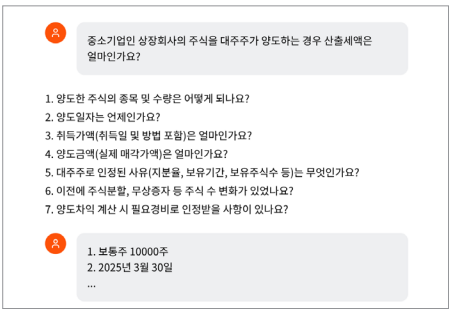 중소기업인 상장회사의 주식을 대주주가 양도하는 경우 산출세액은
얼마인가요?
1. 양도한 주식의 종목 및 수량은 어떻게 되나요?
2. 양도일자는 언제인가요?
3. 취득가액(취득일 및 방법 포함)은 얼마인가요?
4. 양도금액(실제 매각가액)은 얼마인가요?
5. 대주주로 인정된 사유(지분율, 보유기간, 보유주식수 등)는 무엇인가요?
6. 이전에 주식분할, 무상증자 등 주식 수 변화가 있었나요?
7. 양도차익 계산 시 필요경비로 인정받을 사항이 있나요?
1. 보통주 10000주
2. 2025년 3월 30일
...